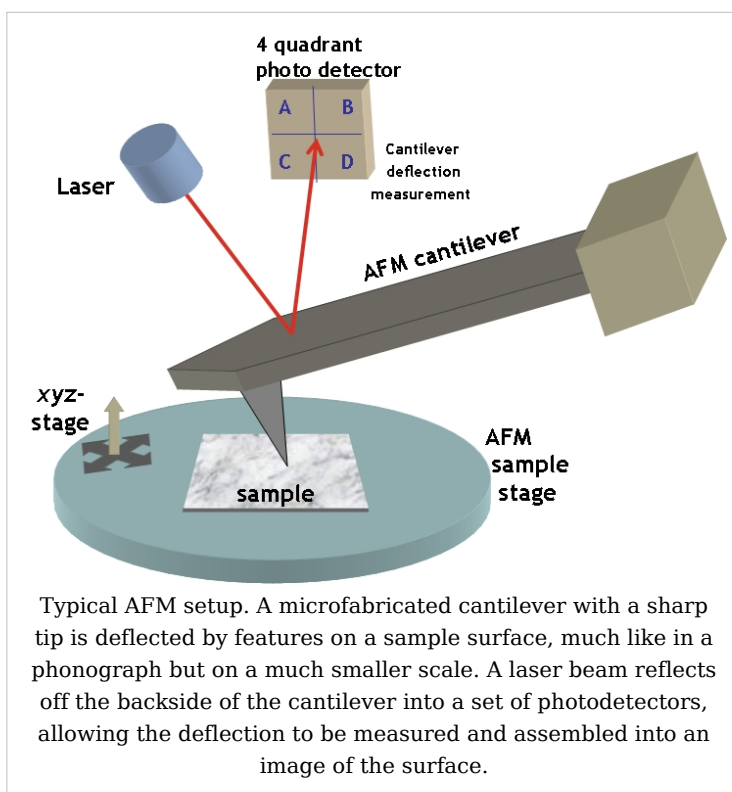 4 quadrant
photo detector
A B
C D
Cantilever
deflection
measurement
Laser
AFM cantilever
xyz-
stage
AFM
sample
stage
sample
Typical AFM setup. A microfabricated cantilever with a sharp
tip is deflected by features on a sample surface, much like in a
phonograph but on a much smaller scale. A laser beam reflects
off the backside of the cantilever into a set of photodetectors,
allowing the deflection to be measured and assembled into an
image of the surface.